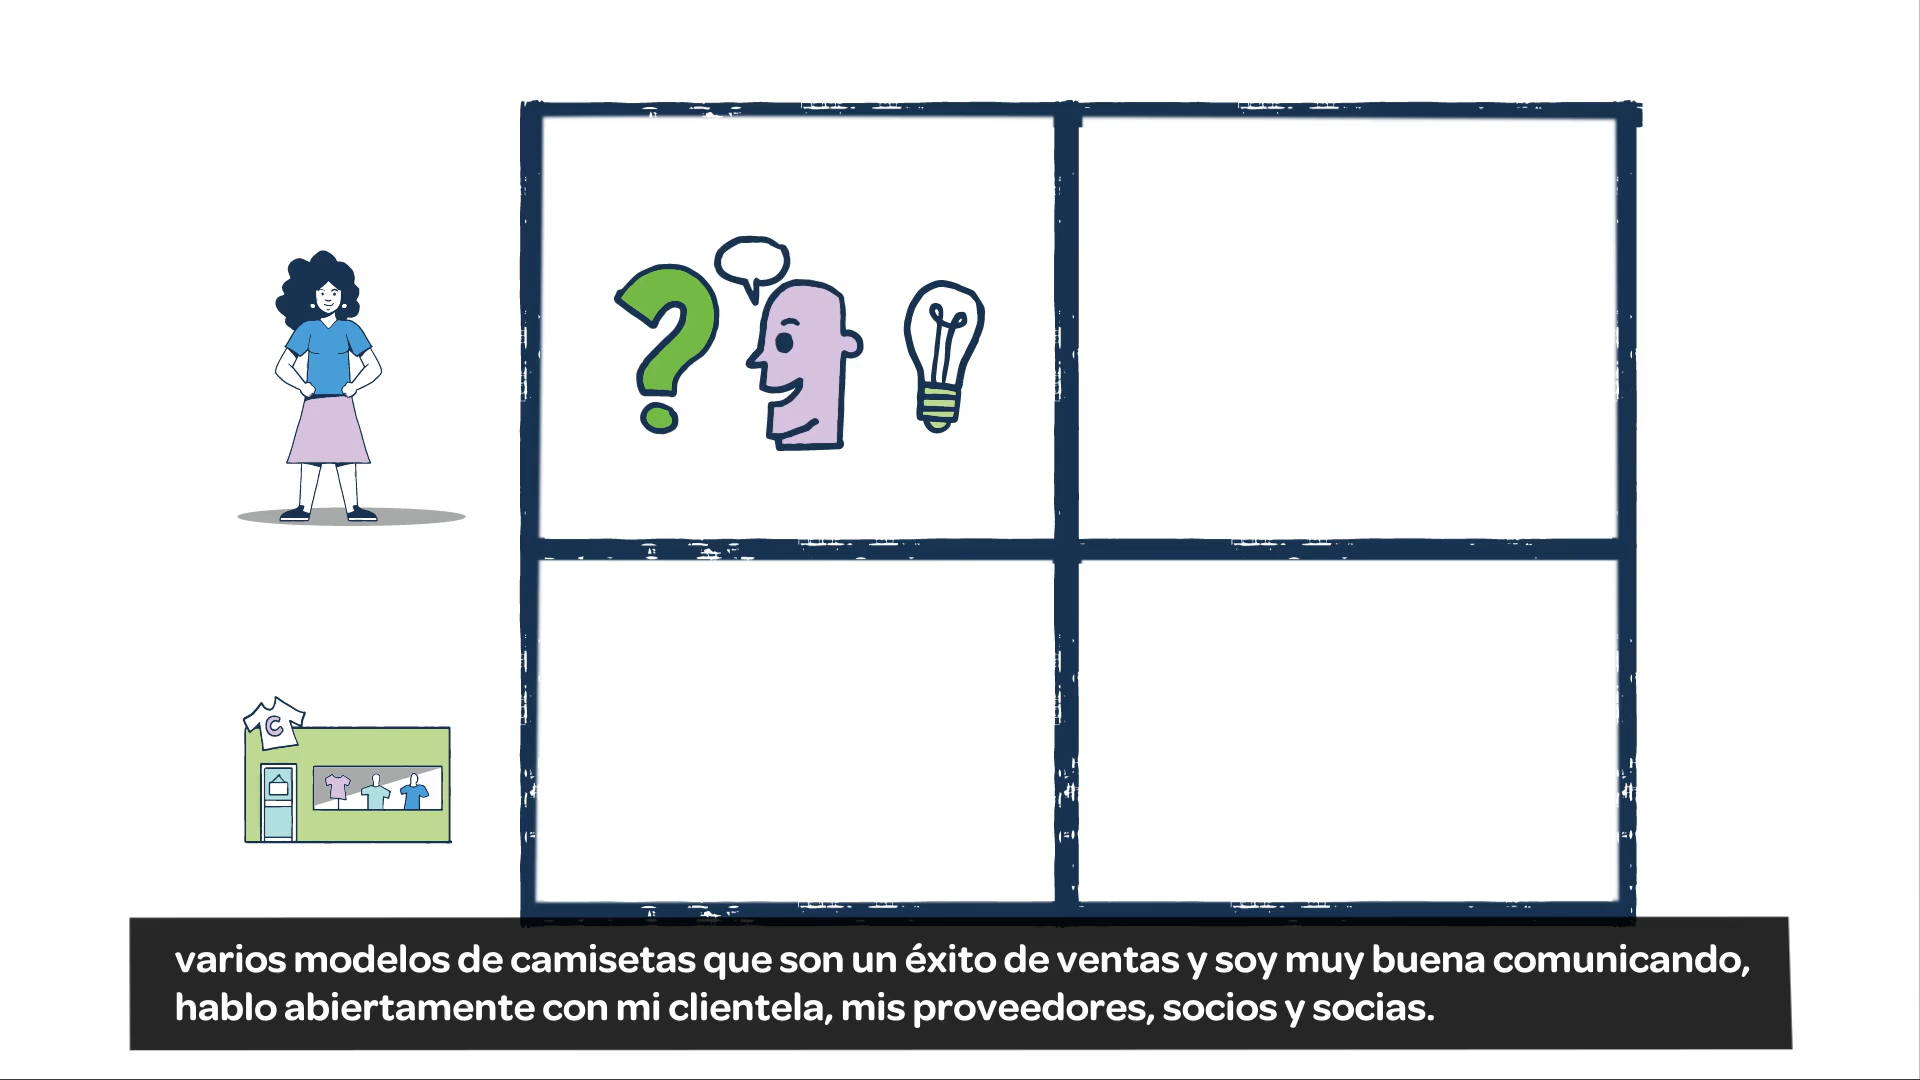 C
varios modelos de camisetas que son un éxito de ventas y soy muy buena comunicando,
hablo abiertamente con mi clientela, mis proveedores, socios y socias.